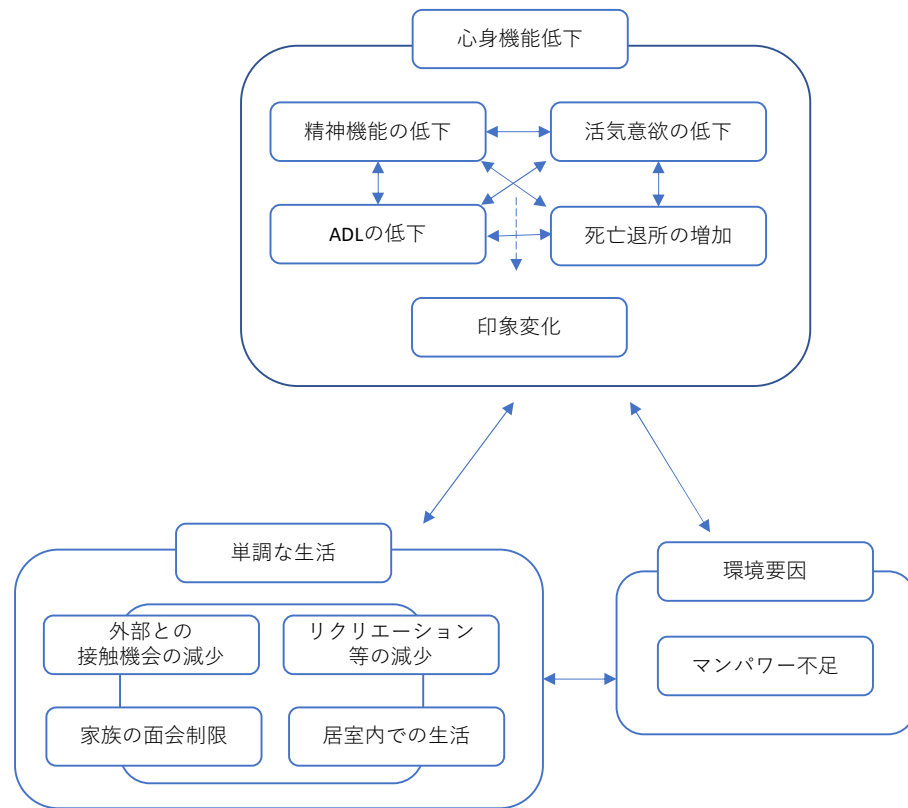 心身機能低下
精神機能の低下
活気意欲の低下
ADLの低下
死亡退所の増加
印象変化
単調な生活
環境要因
外部との
接触機会の減少
リクリエーション
等の減少
マンパワー不足
家族の面会制限
居室内での生活